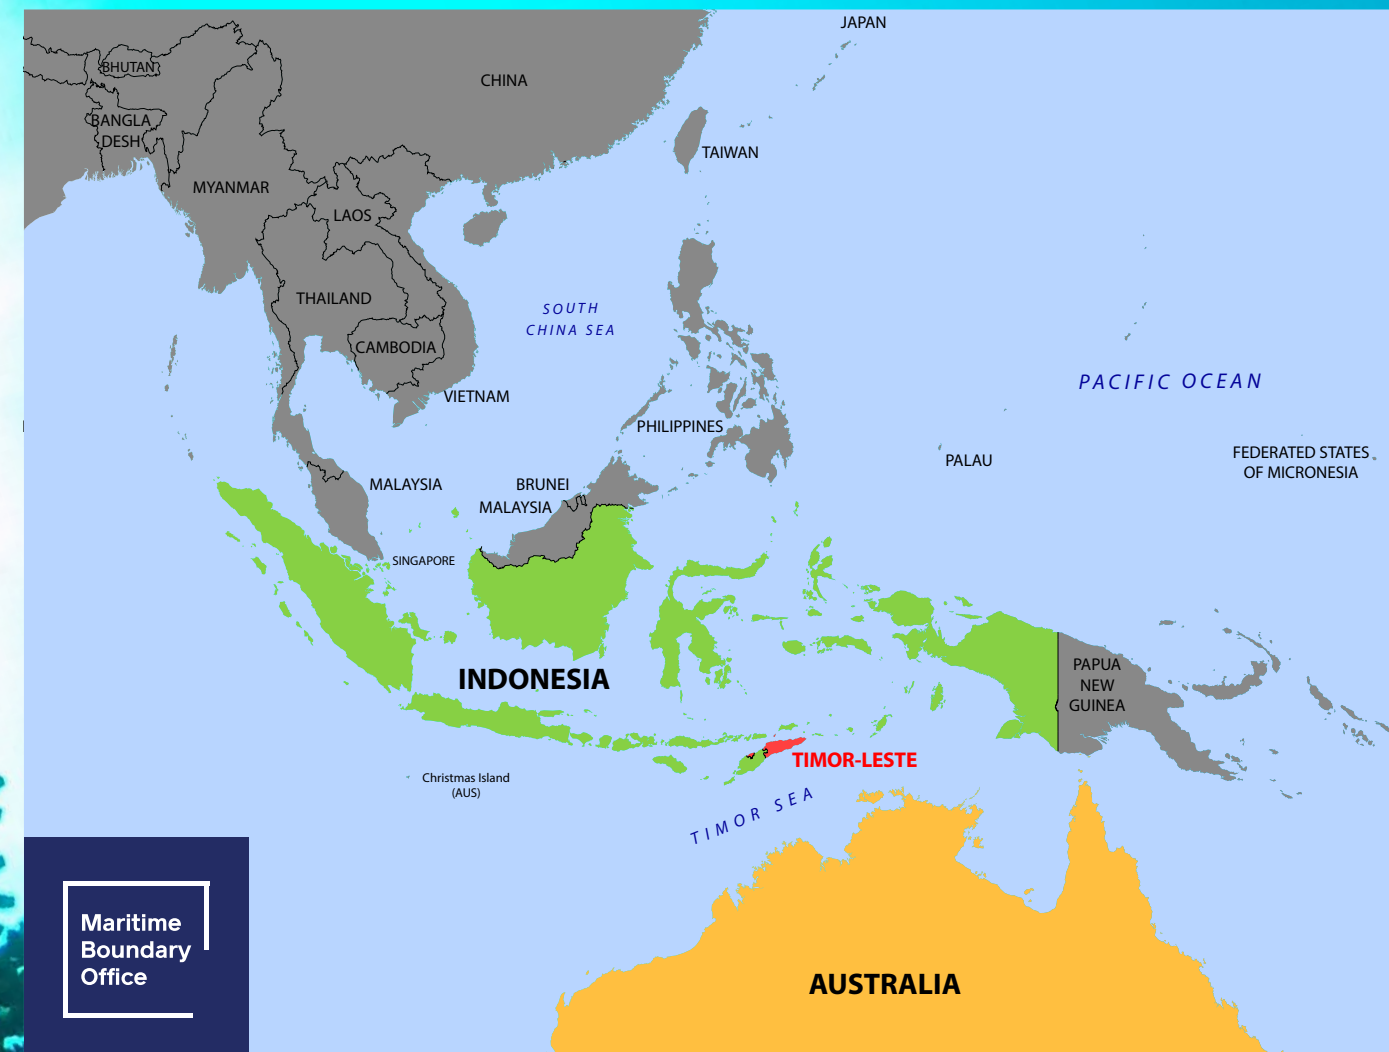 JAPAN
BHUTAN
CHINA
BANGLA
DESH
TAIWAN
MYANMAR
LAOS
THAILAND
SOUTH
CHINA SEA
CAMBODIA
PACIFIC OCEAN
VIETNAM
PHILIPPINES
PALAU
FEDERATED STATES
OF MICRONESIA
MALAYSIA
BRUNEI
MALAYSIA
SINGAPORE
INDONESIA
PAPUA
NEW
GUINEA
TIMOR-LESTE
Christmas Island
(AUS)
TIMOR SEA
AUSTRALIA
Maritime
Boundary
Office